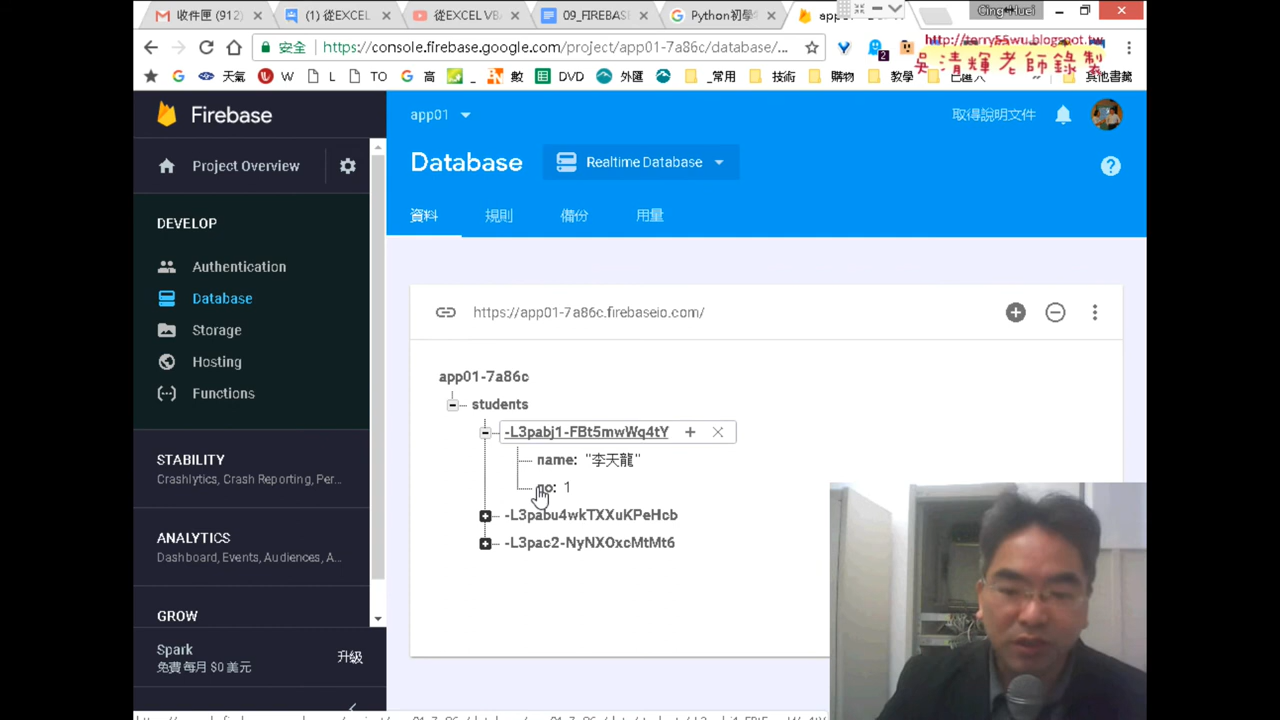 收件匣 (912)
(1) 從EXCEL
從EXCEL VBA
09_FIREBASE
Python初學
app
Cing-Huei
安全
https://console.firebase.google.com/project/app01-7a86c/database/...
2
http://terry55wu.blogspot.tw
吳清輝老師錄製
天氣
W
L
TO
高
數
DVD
外匯
_常用
技術
購物
教學
其他書籤
Firebase
app01
取得說明文件
Project Overview
Database
Realtime Database
DEVELOP
資料
規則
備份
用量
Authentication
Database
Storage
Hosting
Functions
https://app01-7a86c.firebaseio.com/
app01-7a86c
students
-L3pabj1-FBt5mwWq4tY
name: "李天龍"
no: 1
-L3pabu4wkTXXuKPeHcb
-L3pac2-NyNXOxcMtMt6
STABILITY
Crashlytics, Crash Reporting, Per...
ANALYTICS
Dashboard, Events, Audiences, A...
GROW
Spark
免費 每月 $0 美元
升級